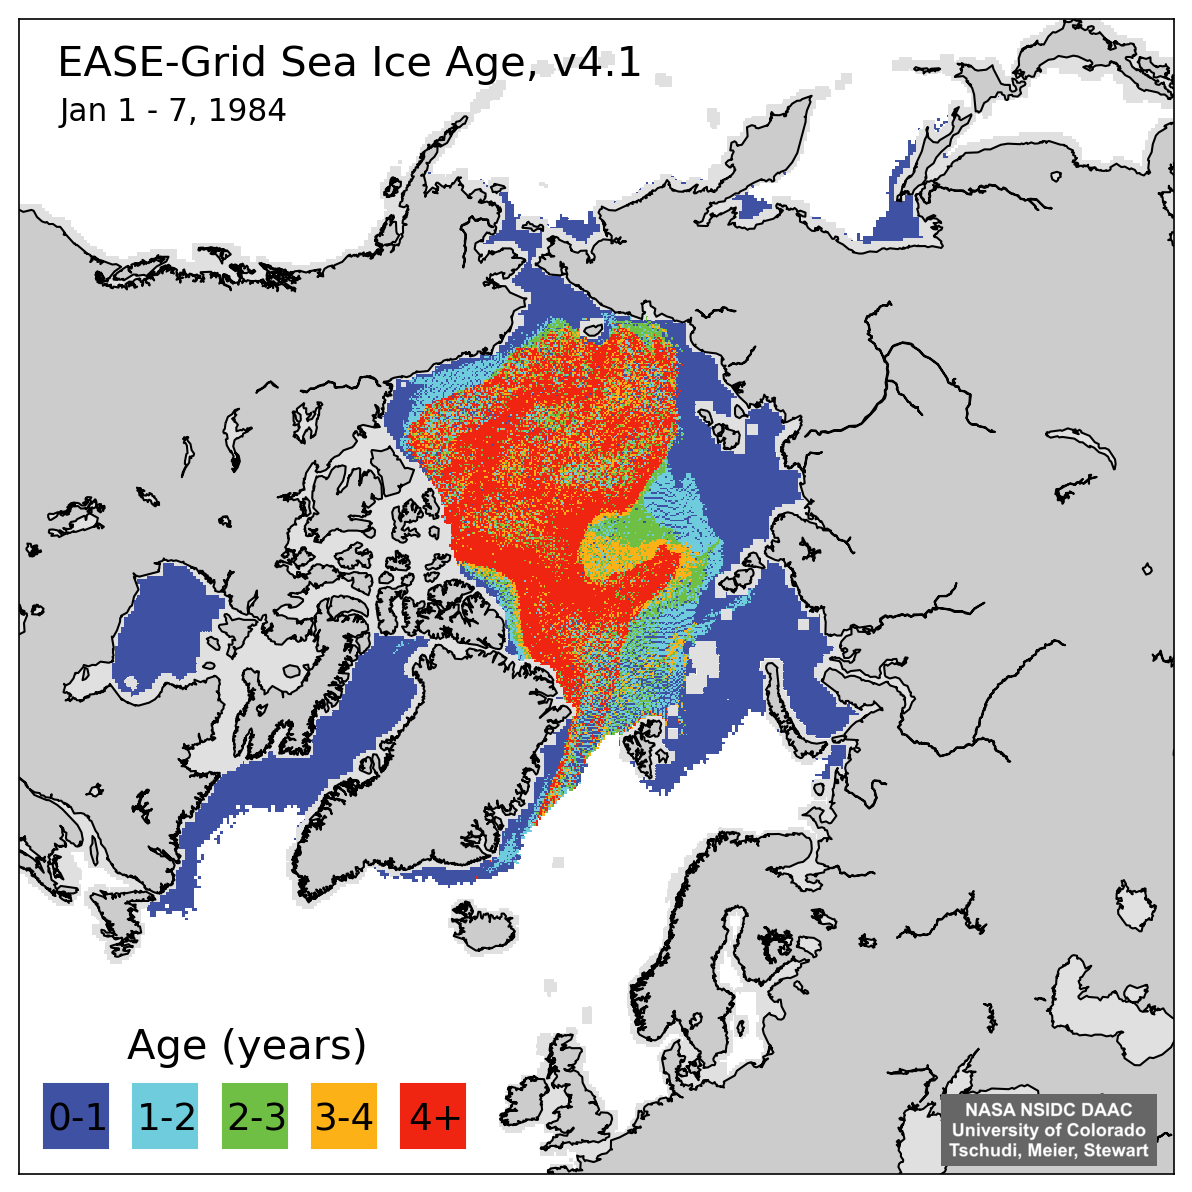 EASE-Grid Sea Ice Age, v4.1
Jan 1 - 7, 1984
Age (years)
0-1 1-2 2-3 3-4 4+
NASA NSIDC DAAC
University of Colorado
Tschudi, Meier, Stewart